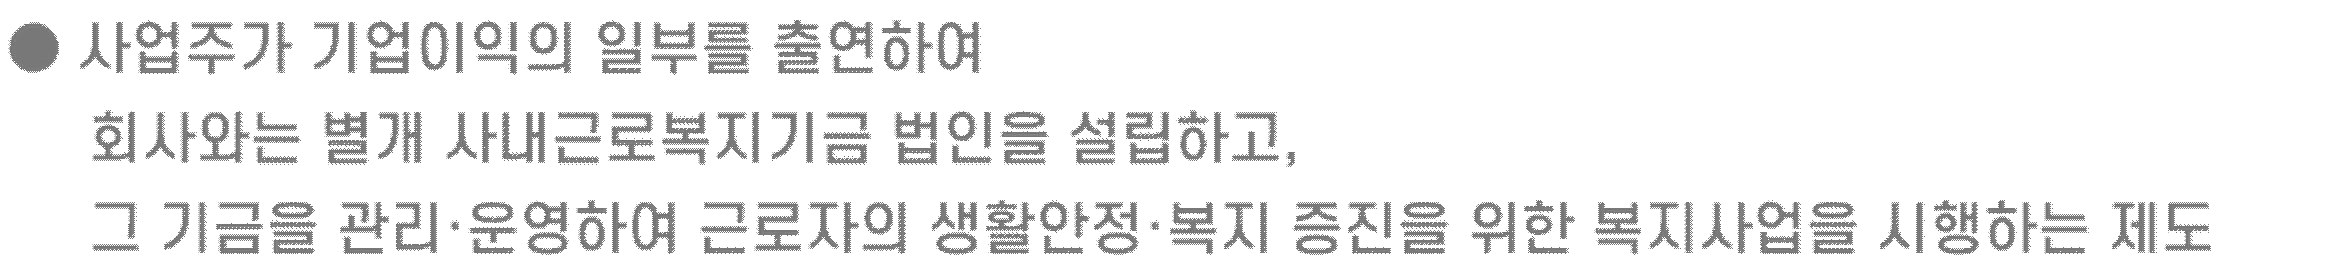 ● 사업주가 기업이익의 일부를 출연하여
회사와는 별개 사내근로복지기금 법인을 설립하고,
그 기금을 관리·운영하여 근로자의 생활안정·복지 증진을 위한 복지사업을 시행하는 제도